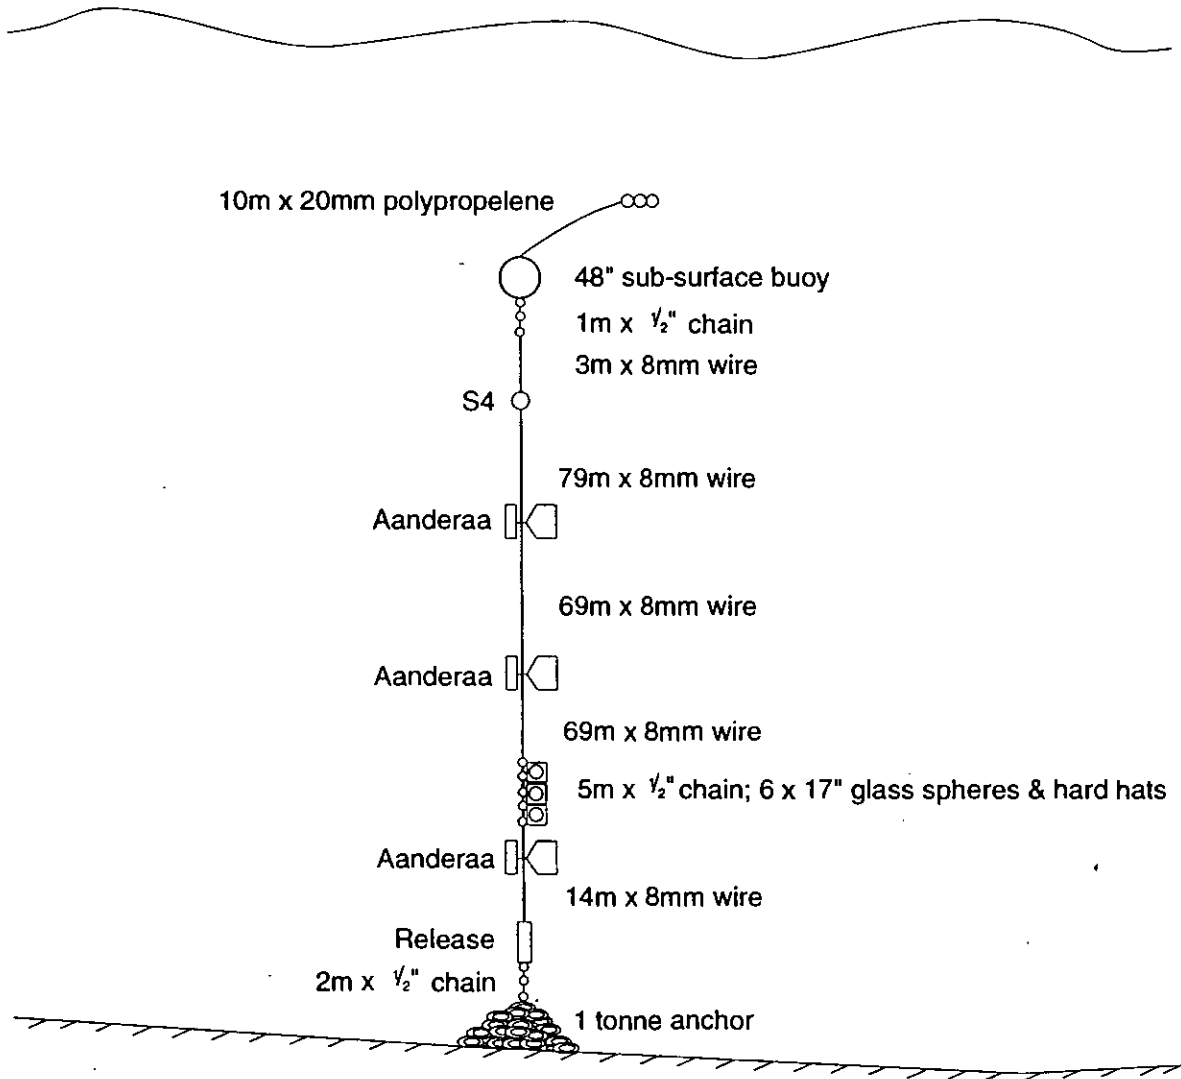 10m x 20mm polypropelene
48" sub-surface buoy
1m x 1/2" chain
3m x 8mm wire
S4
79m x 8mm wire
Aanderaa
69m x 8mm wire
Aanderaa
69m x 8mm wire
5m x 1/2" chain; 6 x 17" glass spheres & hard hats
Aanderaa
14m x 8mm wire
Release
2m x 1/2" chain
1 tonne anchor